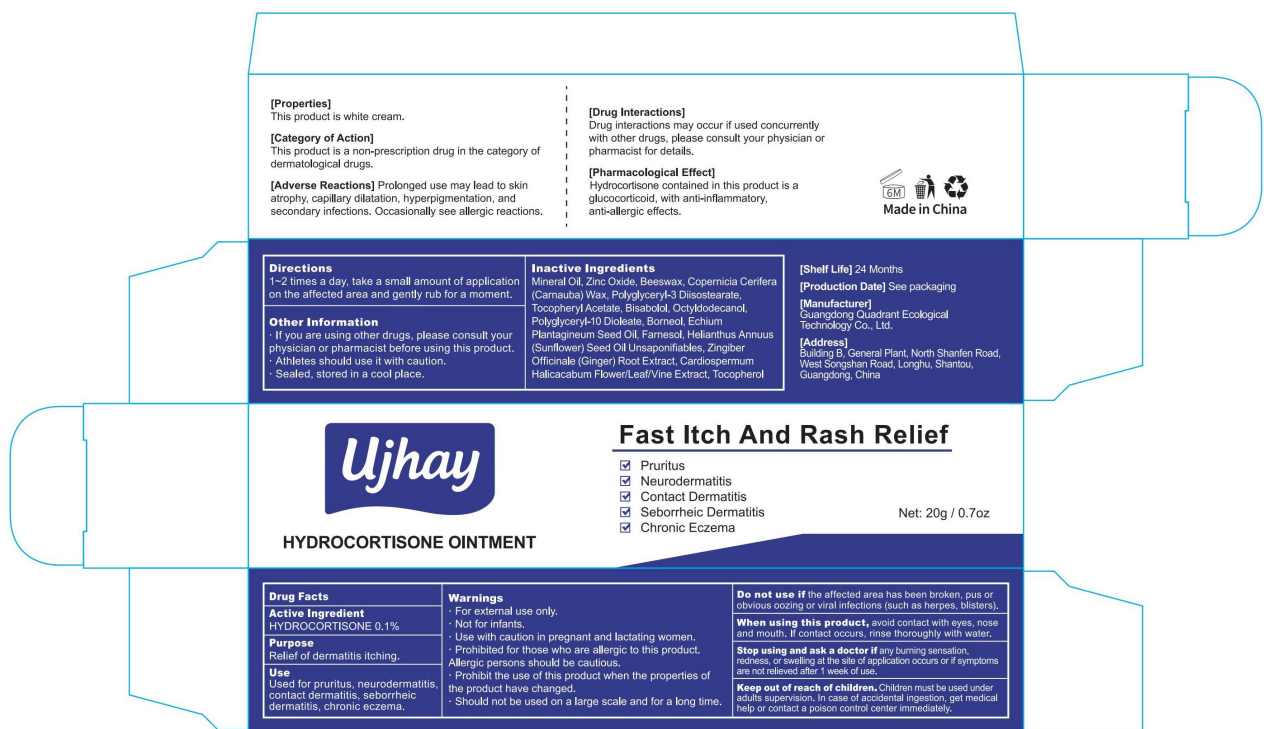 [Properties]
This product is white cream.
[Category of Action]
This product is a non-prescription drug in the category of
dermatological drugs.
[Adverse Reactions] Prolonged use may lead to skin
atrophy, capillary dilatation, hyperpigmentation, and
secondary infections. Occasionally see allergic reactions.
[Drug Interactions]
Drug interactions may occur if used concurrently
with other drugs, please consult your physician or
pharmacist for details.
[Pharmacological Effect]
Hydrocortisone contained in this product is a
glucocorticoid, with anti-inflammatory,
anti-allergic effects.
6M
Made in China
Directions
1~2 times a day, take a small amount of application
on the affected area and gently rub for a moment.
Other Information
· If you are using other drugs, please consult your
physician or pharmacist before using this product.
· Athletes should use it with caution.
· Sealed, stored in a cool place.
Inactive Ingredients
Mineral Oil, Zinc Oxide, Beeswax, Copernicia Cerifera
(Carnauba) Wax, Polyglyceryl-3 Diisostearate,
Tocopheryl Acetate, Bisabolol, Octyldodecanol,
Polyglyceryl-10 Dioleate, Borneol, Echium
Plantagineum Seed Oil, Farnesol, Helianthus Annuus
(Sunflower) Seed Oil Unsaponifiables, Zingiber
Officinale (Ginger) Root Extract, Cardiospermum
Halicacabum Flower/Leaf/Vine Extract, Tocopherol
[Shelf Life] 24 Months
[Production Date] See packaging
[Manufacturer]
Guangdong Quadrant Ecological
Technology Co., Ltd.
[Address]
Building B, General Plant, North Shanfen Road,
West Songshan Road, Longhu, Shantou,
Guangdong, China
Ujhay
HYDROCORTISONE OINTMENT
Fast Itch And Rash Relief
Pruritus
Neurodermatitis
Contact Dermatitis
Seborrheic Dermatitis
Chronic Eczema
Net: 20g / 0.7oz
Drug Facts
Active Ingredient
HYDROCORTISONE 0.1%
Purpose
Relief of dermatitis itching.
Use
Used for pruritus, neurodermatitis,
contact dermatitis, seborrheic
dermatitis, chronic eczema.
Warnings
· For external use only.
· Not for infants.
· Use with caution in pregnant and lactating women.
· Prohibited for those who are allergic to this product.
Allergic persons should be cautious.
· Prohibit the use of this product when the properties of
the product have changed.
· Should not be used on a large scale and for a long time.
Do not use if the affected area has been broken, pus or
obvious oozing or viral infections (such as herpes, blisters).
When using this product, avoid contact with eyes, nose
and mouth. If contact occurs, rinse thoroughly with water.
Stop using and ask a doctor if any burning sensation,
redness, or swelling at the site of application occurs or if symptoms
are not relieved after 1 week of use.
Keep out of reach of children. Children must be used under
adults supervision. In case of accidental ingestion, get medical
help or contact a poison control center immediately.